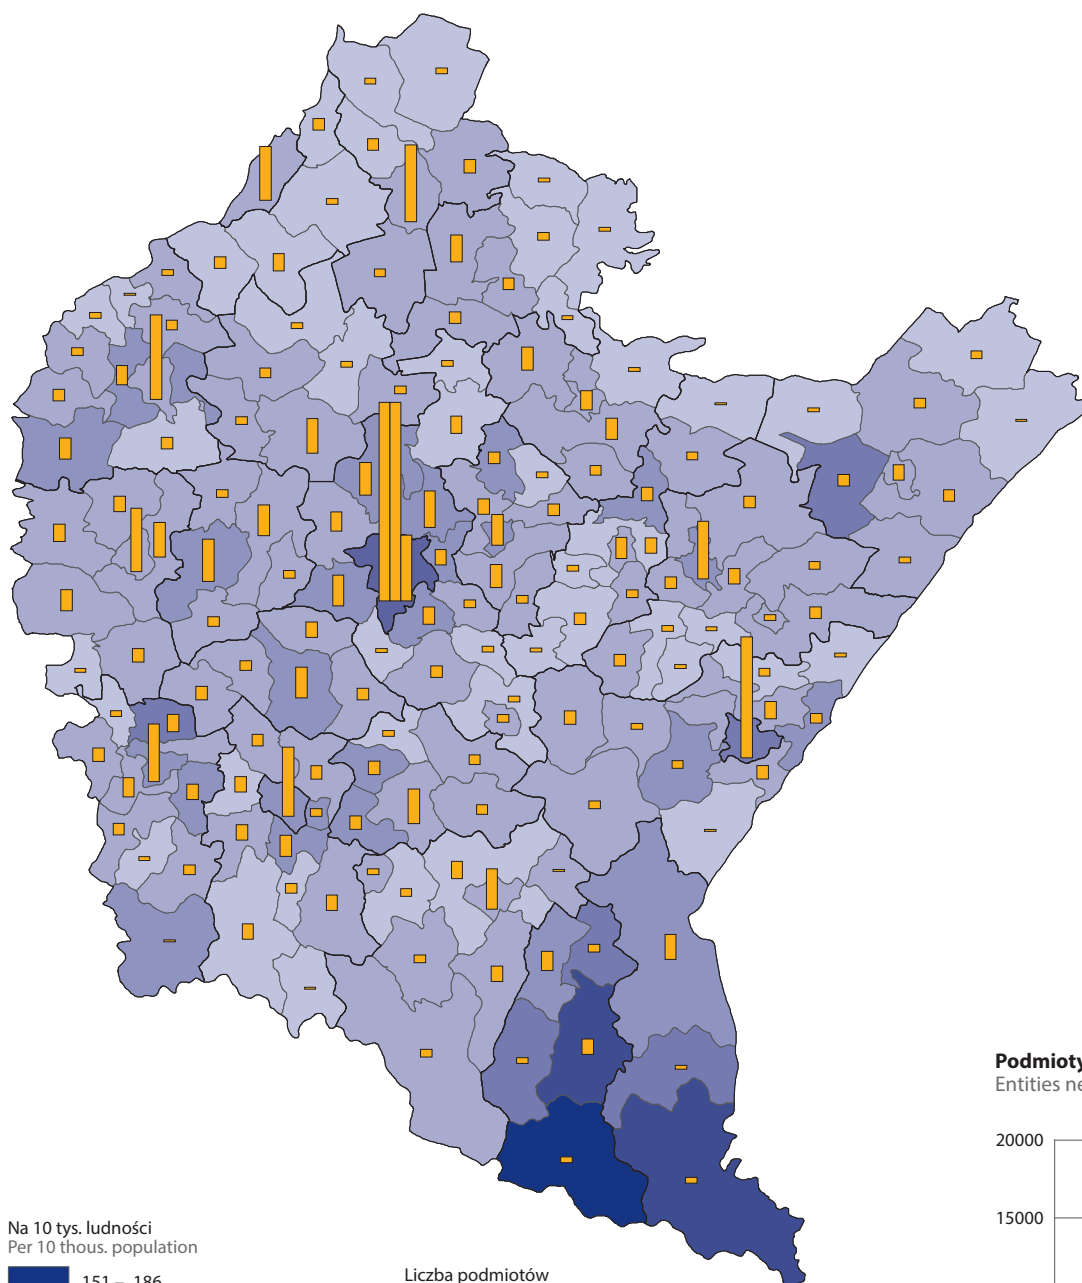 Podmioty
Entities ne
20000
15000
Na 10 tys. ludności
Per 10 thous. population
151 – 186
Liczba podmiotów